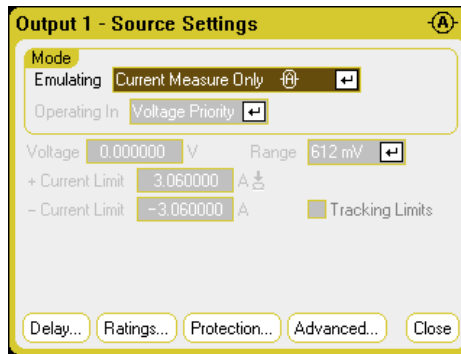 Output 1 - Source Settings (A)
Mode
Emulating Current Measure Only (A)
Operating In Voltage Priority
Voltage 0.000000 V Range 612 mV
+ Current Limit 3.060000 A
- Current Limit -3.060000 A Tracking Limits
Delay... Ratings... Protection... Advanced... Close